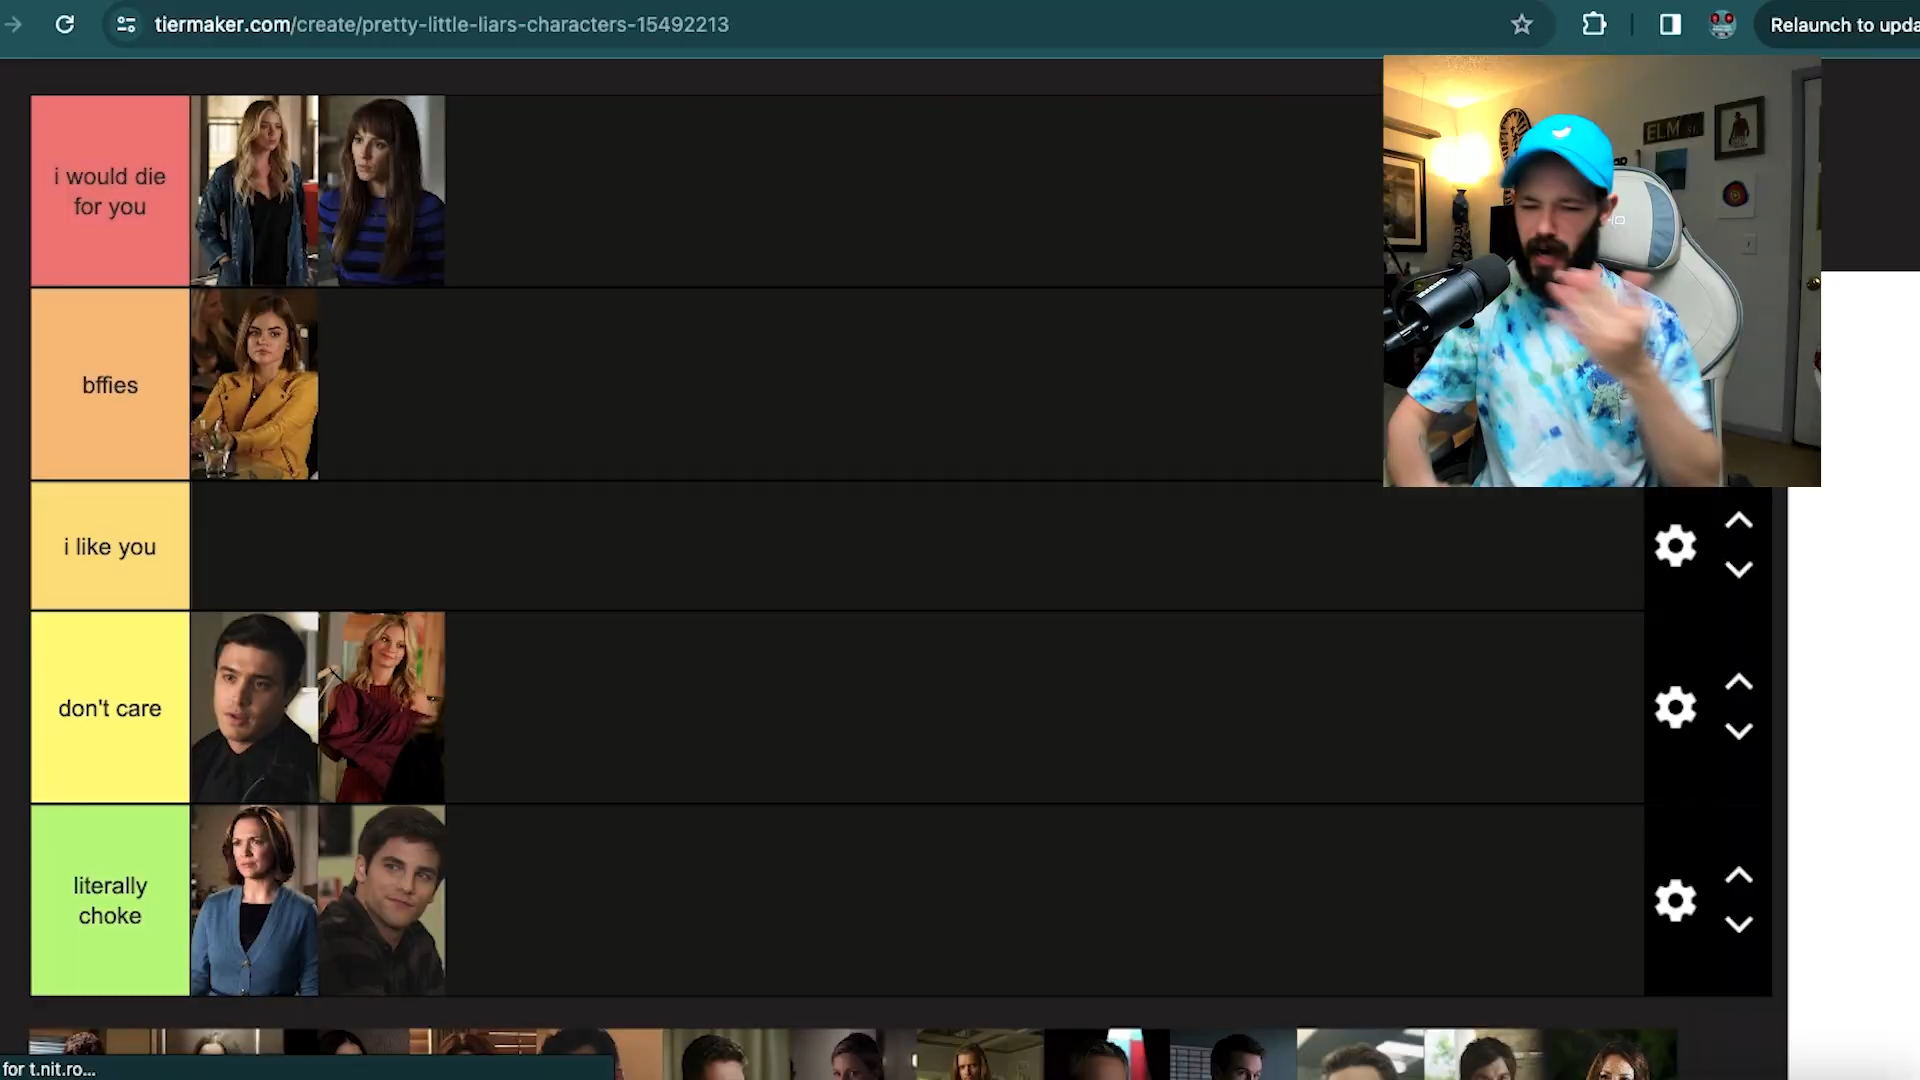 tiermaker.com/create/pretty-little-liars-characters-15492213
Relaunch to upda
i would die
for you
ELM
bffies
i like you
don't care
literally
choke
for t.nit.ro...